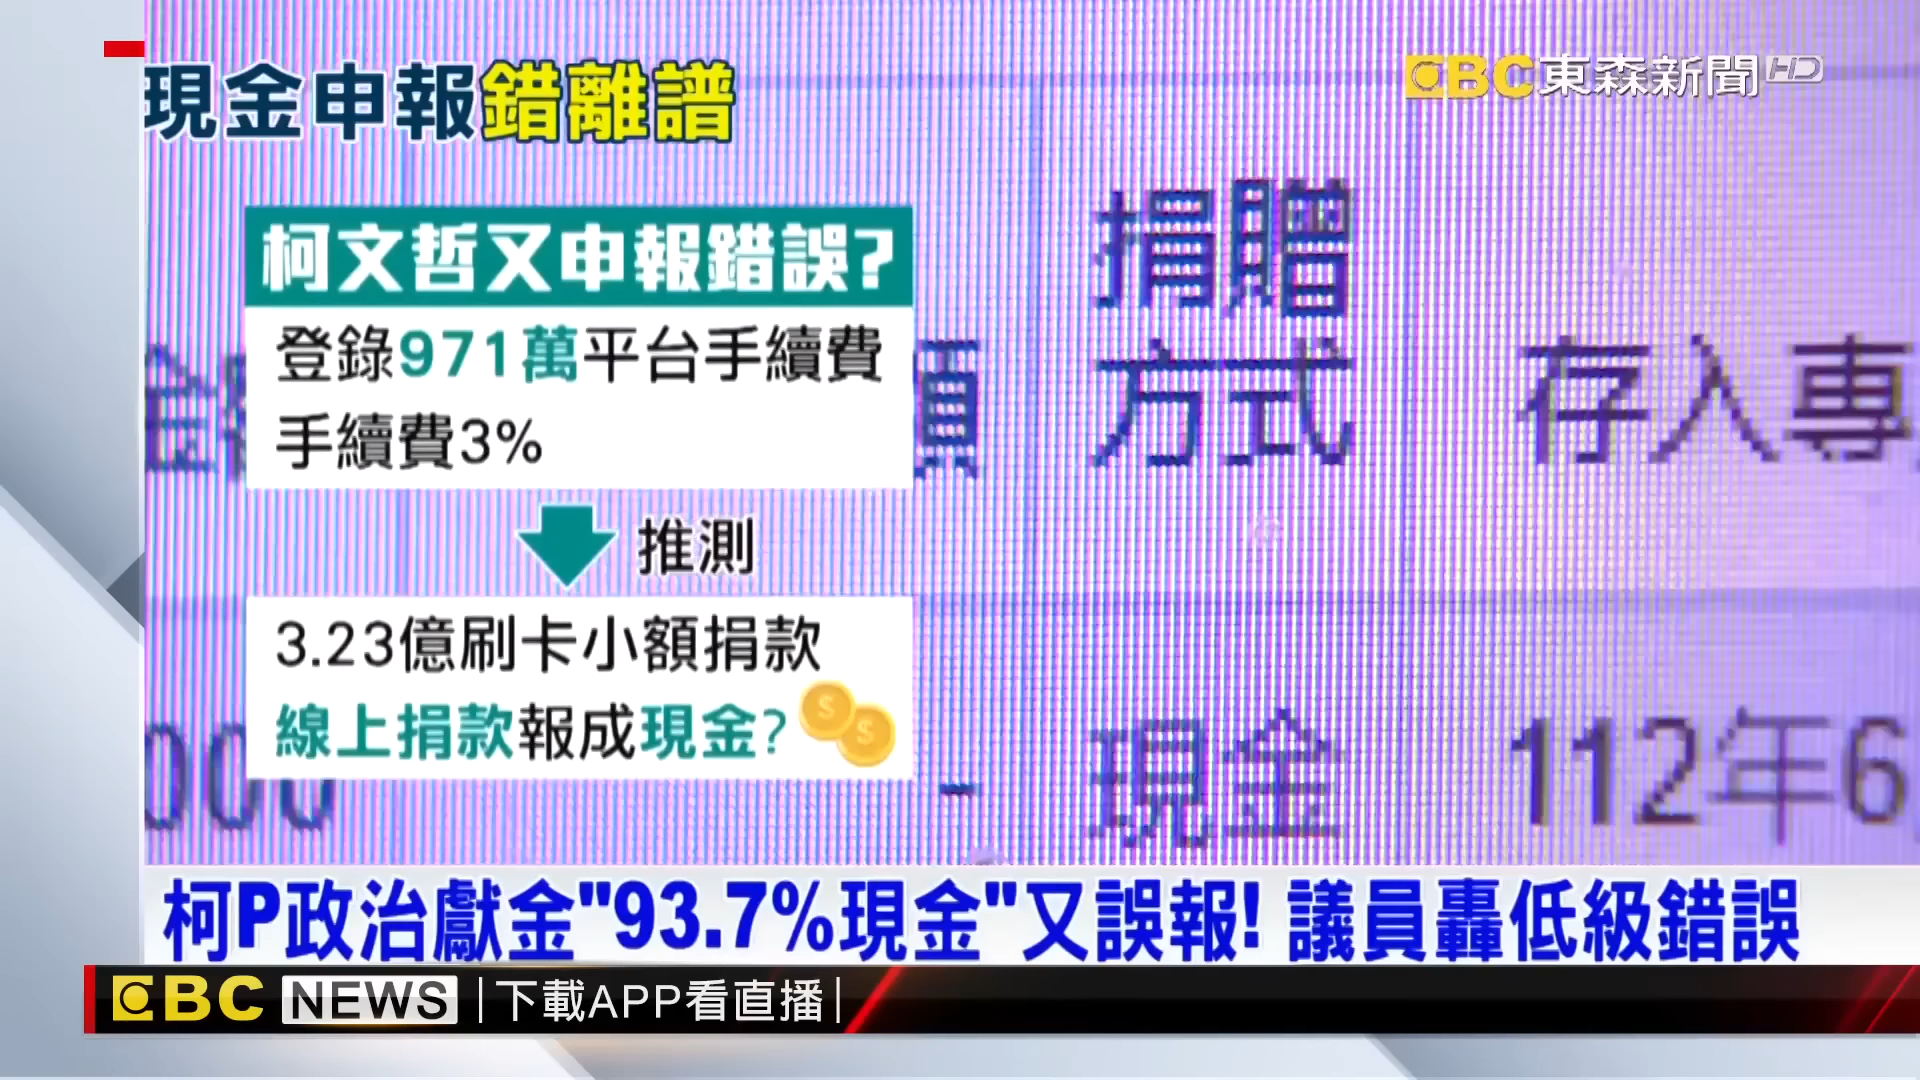 現金申報錯離譜
EBC東森新聞HD
柯文哲又申報錯誤?
登錄971萬平台手續費
手續費3%
推測
3.23億刷卡小額捐款
線上捐款報成現金?
捐贈
方式
存入專
000
-
現金
112年6
柯P政治獻金"93.7%現金"又誤報!議員轟低級錯誤
EBC NEWS 下載APP看直播